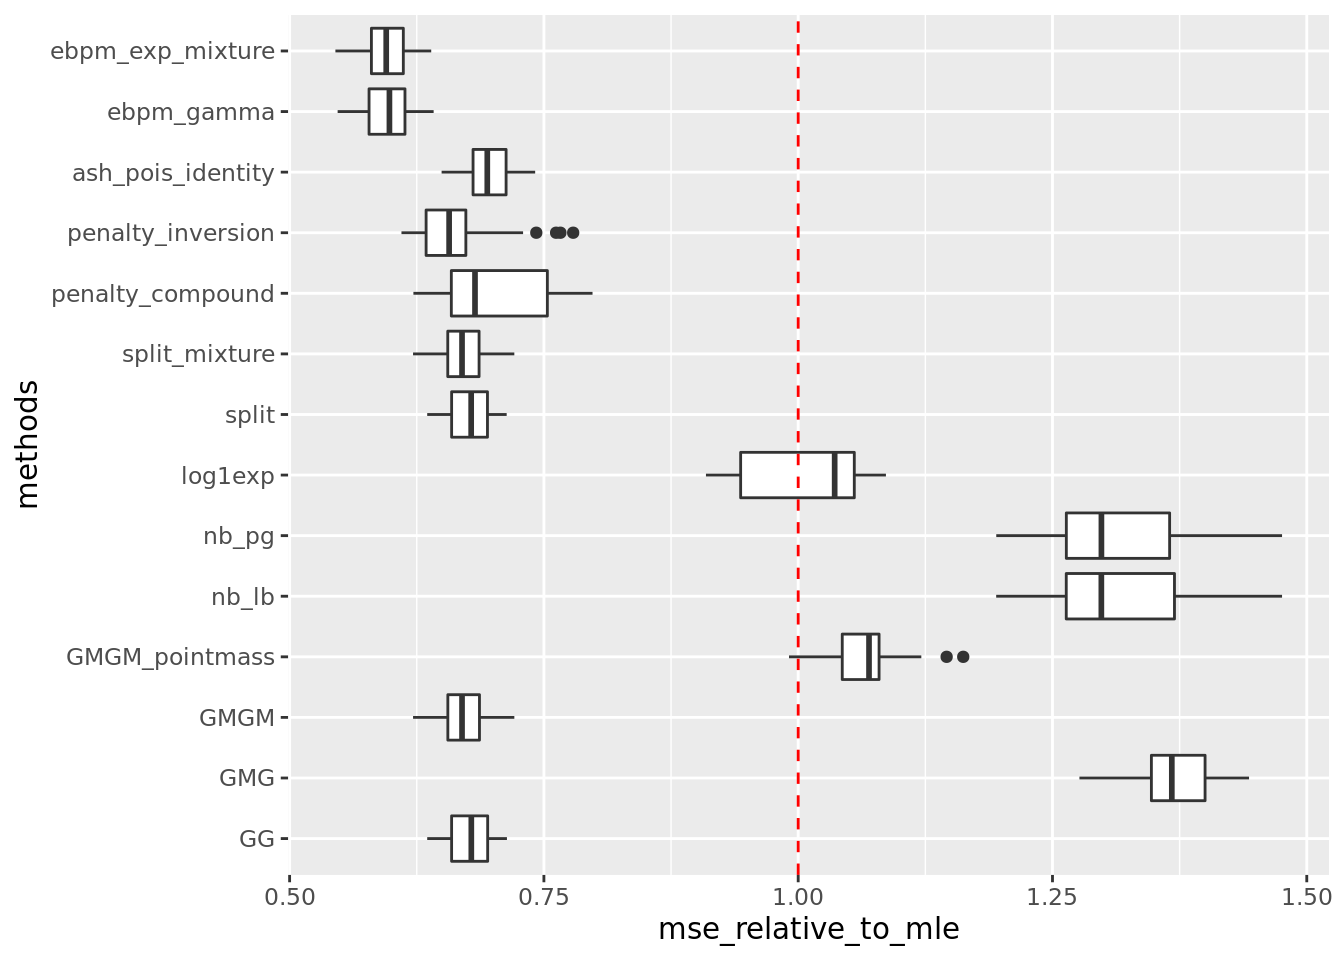 ebpm_exp_mixture
ebpm_gamma
ash_pois_identity
penalty_inversion
penalty_compound
split_mixture
split
log1exp
nb_pg
nb_lb
GMGM_pointmass
GMGM
GMG
GG
methods
0.50 0.75 1.00 1.25 1.50
mse_relative_to_mle